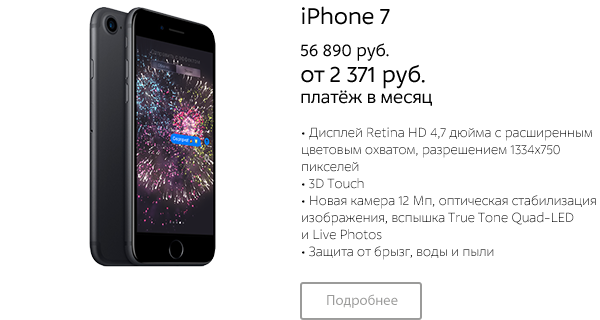 iPhone 7
56 890 руб.
от 2 371 руб.
платёж в месяц
• Дисплей Retina HD 4,7 дюйма с расширенным
цветовым охватом, разрешением 1334x750
пикселей
• 3D Touch
• Новая камера 12 Мп, оптическая стабилизация
изображения, вспышка True Tone Quad-LED
и Live Photos
• Защита от брызг, воды и пыли
Подробнее